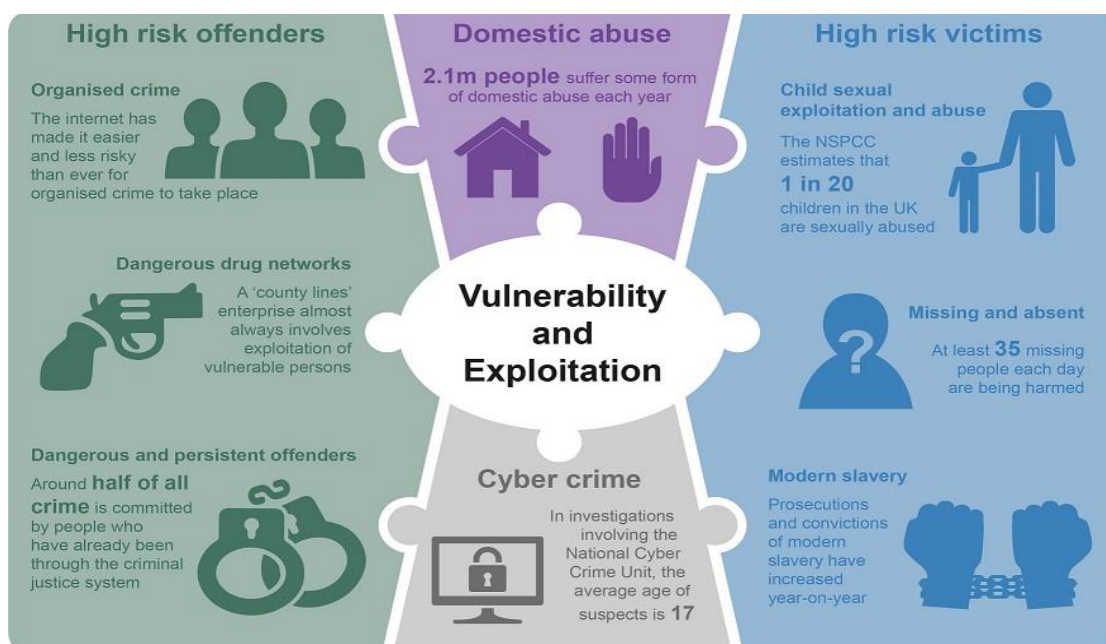 High risk offenders
Organised crime
The internet has
made it easier
and less risky
than ever for
organised crime to take place
Dangerous drug networks
A 'county lines'
enterprise almost
always involves
exploitation of
vulnerable persons
Dangerous and persistent offenders
Around half of all
crime is committed
by people who
have already been
through the criminal
justice system
Domestic abuse
2.1m people suffer some form
of domestic abuse each year
Vulnerability
and
Exploitation
Cyber crime
In investigations
involving the
National Cyber
Crime Unit, the
average age of
suspects is 17
High risk victims
Child sexual
exploitation and abuse
The NSPCC
estimates that
1 in 20
children in the UK
are sexually abused
?
Missing and absent
At least 35 missing
people each day
are being harmed
Modern slavery
Prosecutions
and convictions
of modern
slavery have
increased
year-on-year